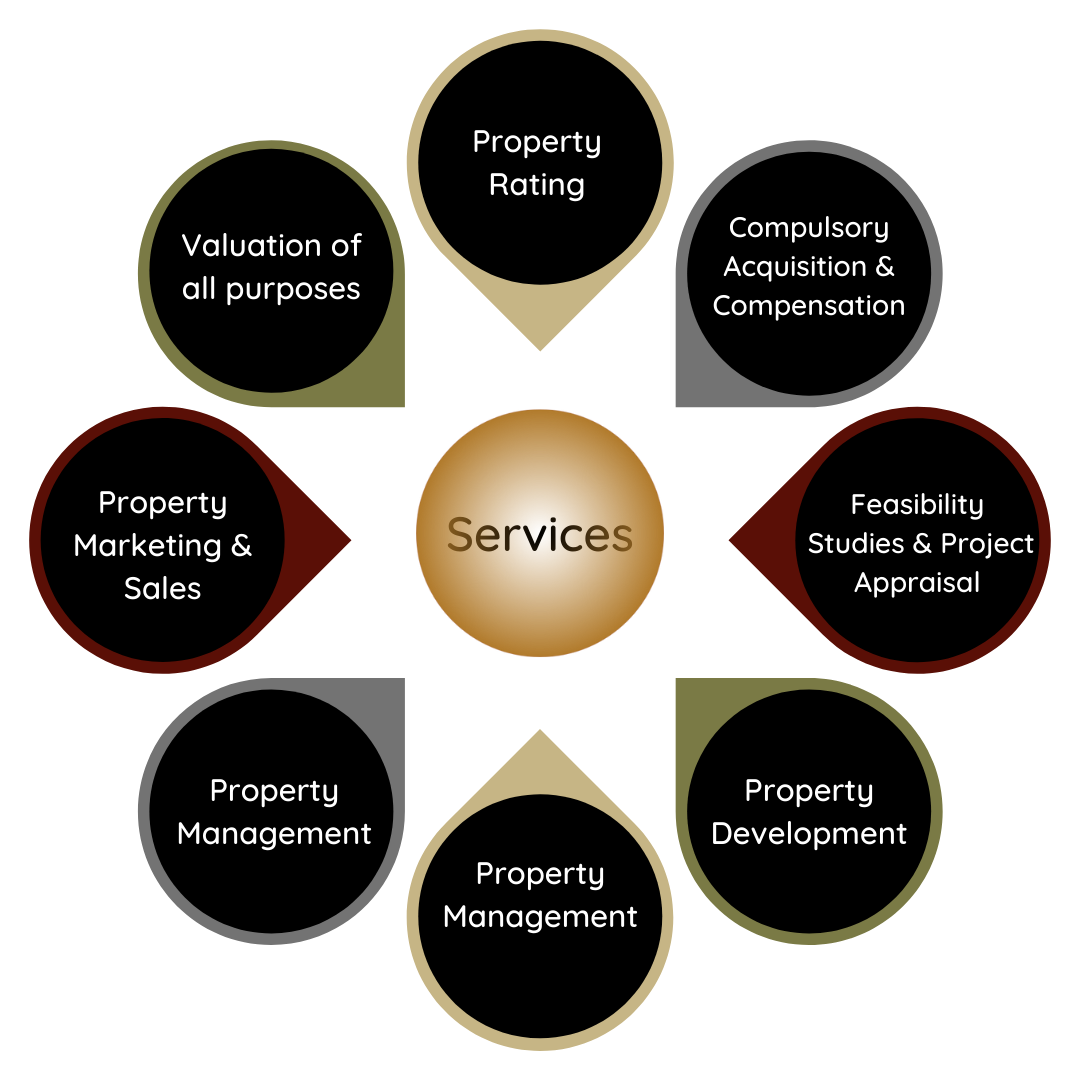 Property
Rating
Valuation of
all purposes
Compulsory
Acquisition &
Compensation
Property
Marketing &
Sales
Services
Feasibility
Studies & Project
Appraisal
Property
Management
Property
Development
Property
Management